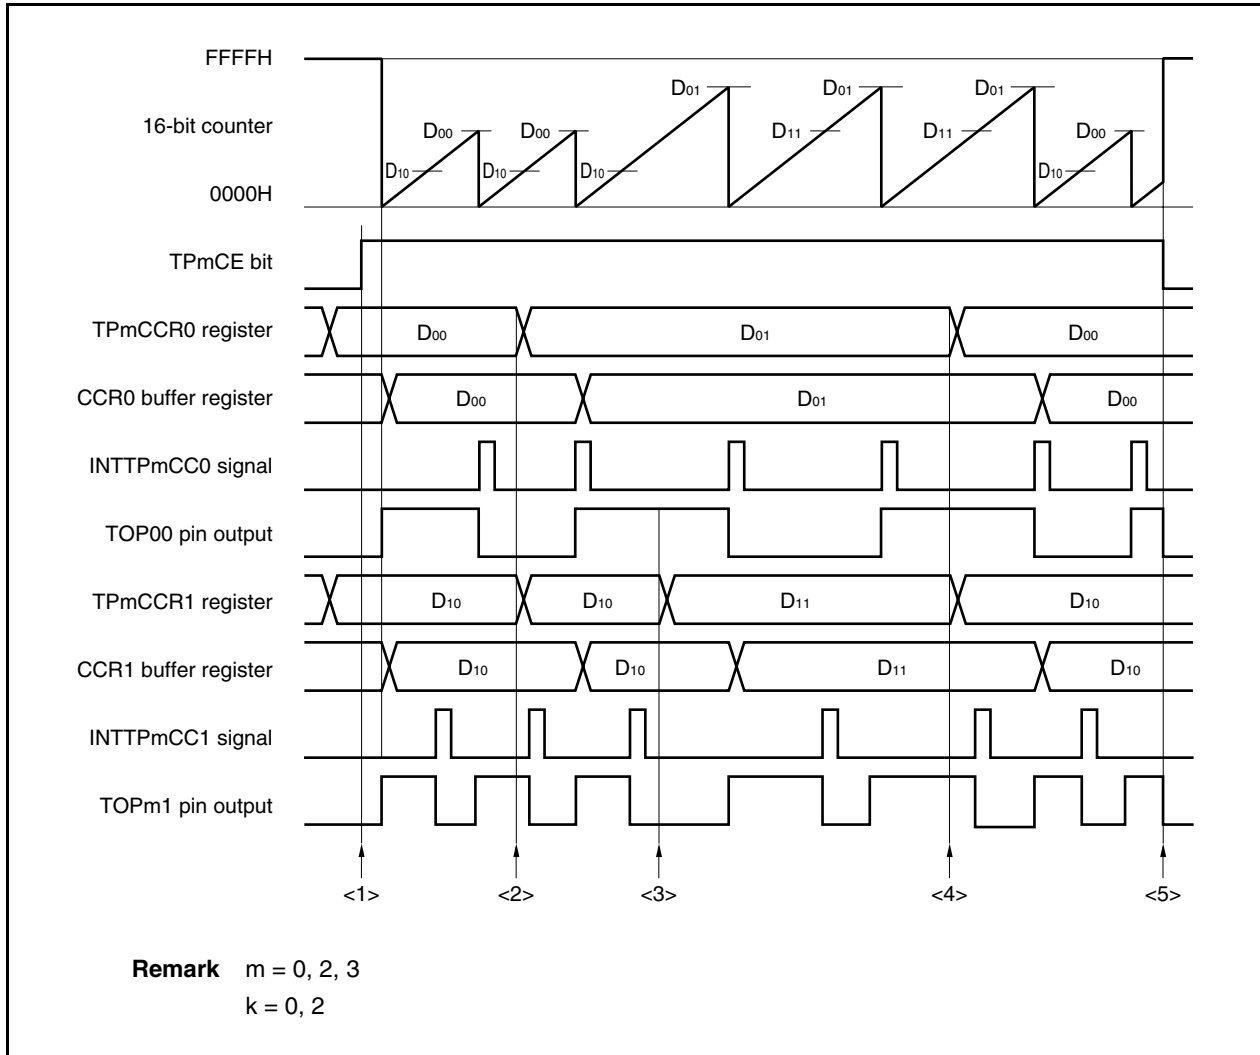 FFFFH
D01 D01 D01
16-bit counter D00 D00 D11 D11 D00
D10 D10 D10 D10
0000H
TPmCE bit
TPmCCR0 register D00 D01 D00
CCR0 buffer register D00 D01 D00
INTTPmCC0 signal
TOP00 pin output
TPmCCR1 register D10 D10 D11 D10
CCR1 buffer register D10 D10 D11 D10
INTTPmCC1 signal
TOPm1 pin output
<1> <2> <3> <4> <5>
Remark m = 0, 2, 3
k = 0, 2